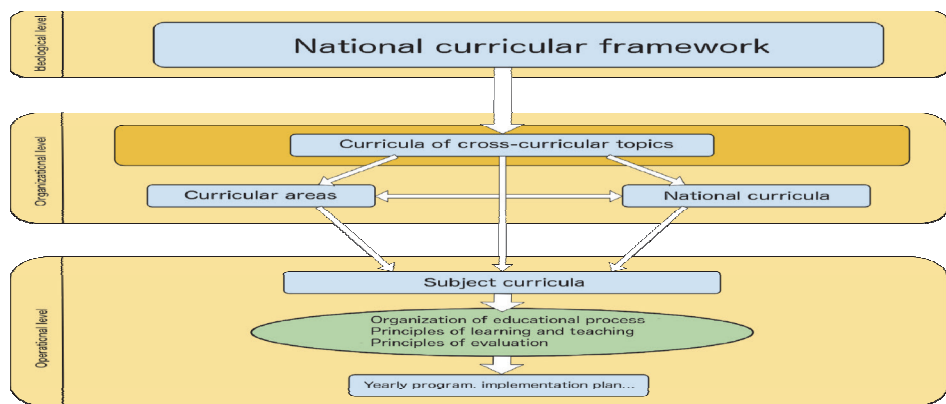 Ideological level
National curricular framework
Organizational level
Curricula of cross-curricular topics
Curricular areas
National curricula
Operational level
Subject curricula
Organization of educational process
Principles of learning and teaching
Principles of evaluation
Yearly program. implementation plan...